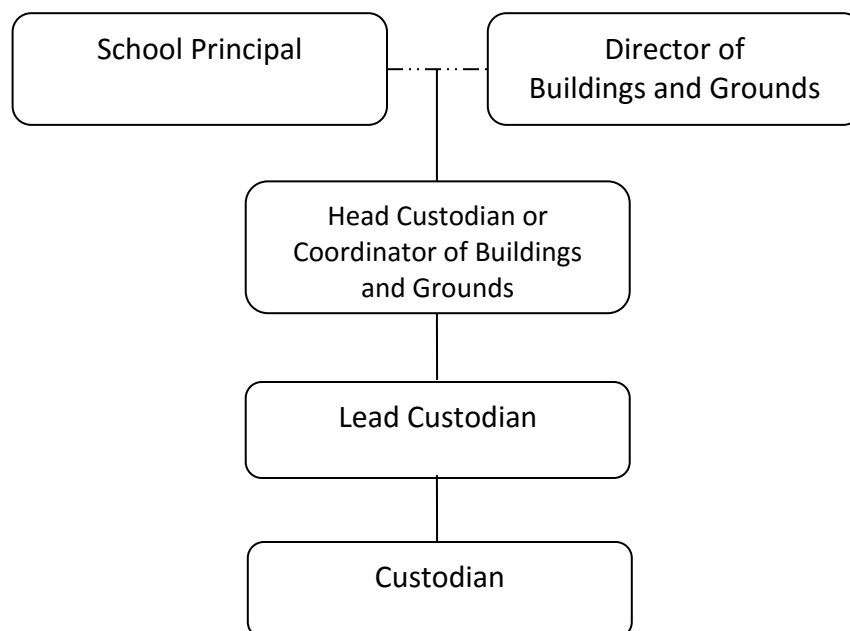 School Principal
Director of
Buildings and Grounds
Head Custodian or
Coordinator of Buildings
and Grounds
Lead Custodian
Custodian